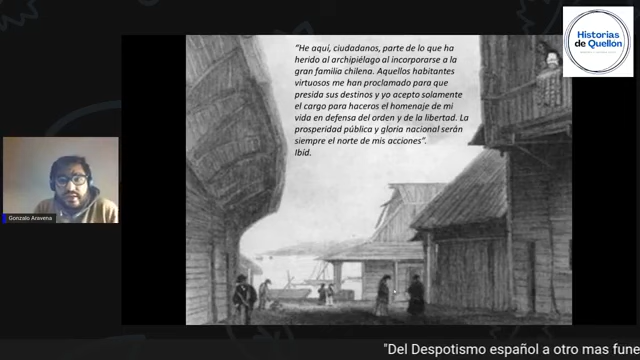 Historias
de Quellon
“He aquí, ciudadanos, parte de lo que ha
herido al archipiélago al incorporarse a la
gran familia chilena. Aquellos habitantes
virtuosos me han proclamado para que
presida sus destinos y yo acepto solamente
el cargo para haceros el homenaje de mi
vida en defensa del orden y de la libertad. La
prosperidad pública y gloria nacional serán
siempre el norte de mis acciones”.
Ibíd.
Gonzalo Aravena
"Del Despotismo español a otro mas fune